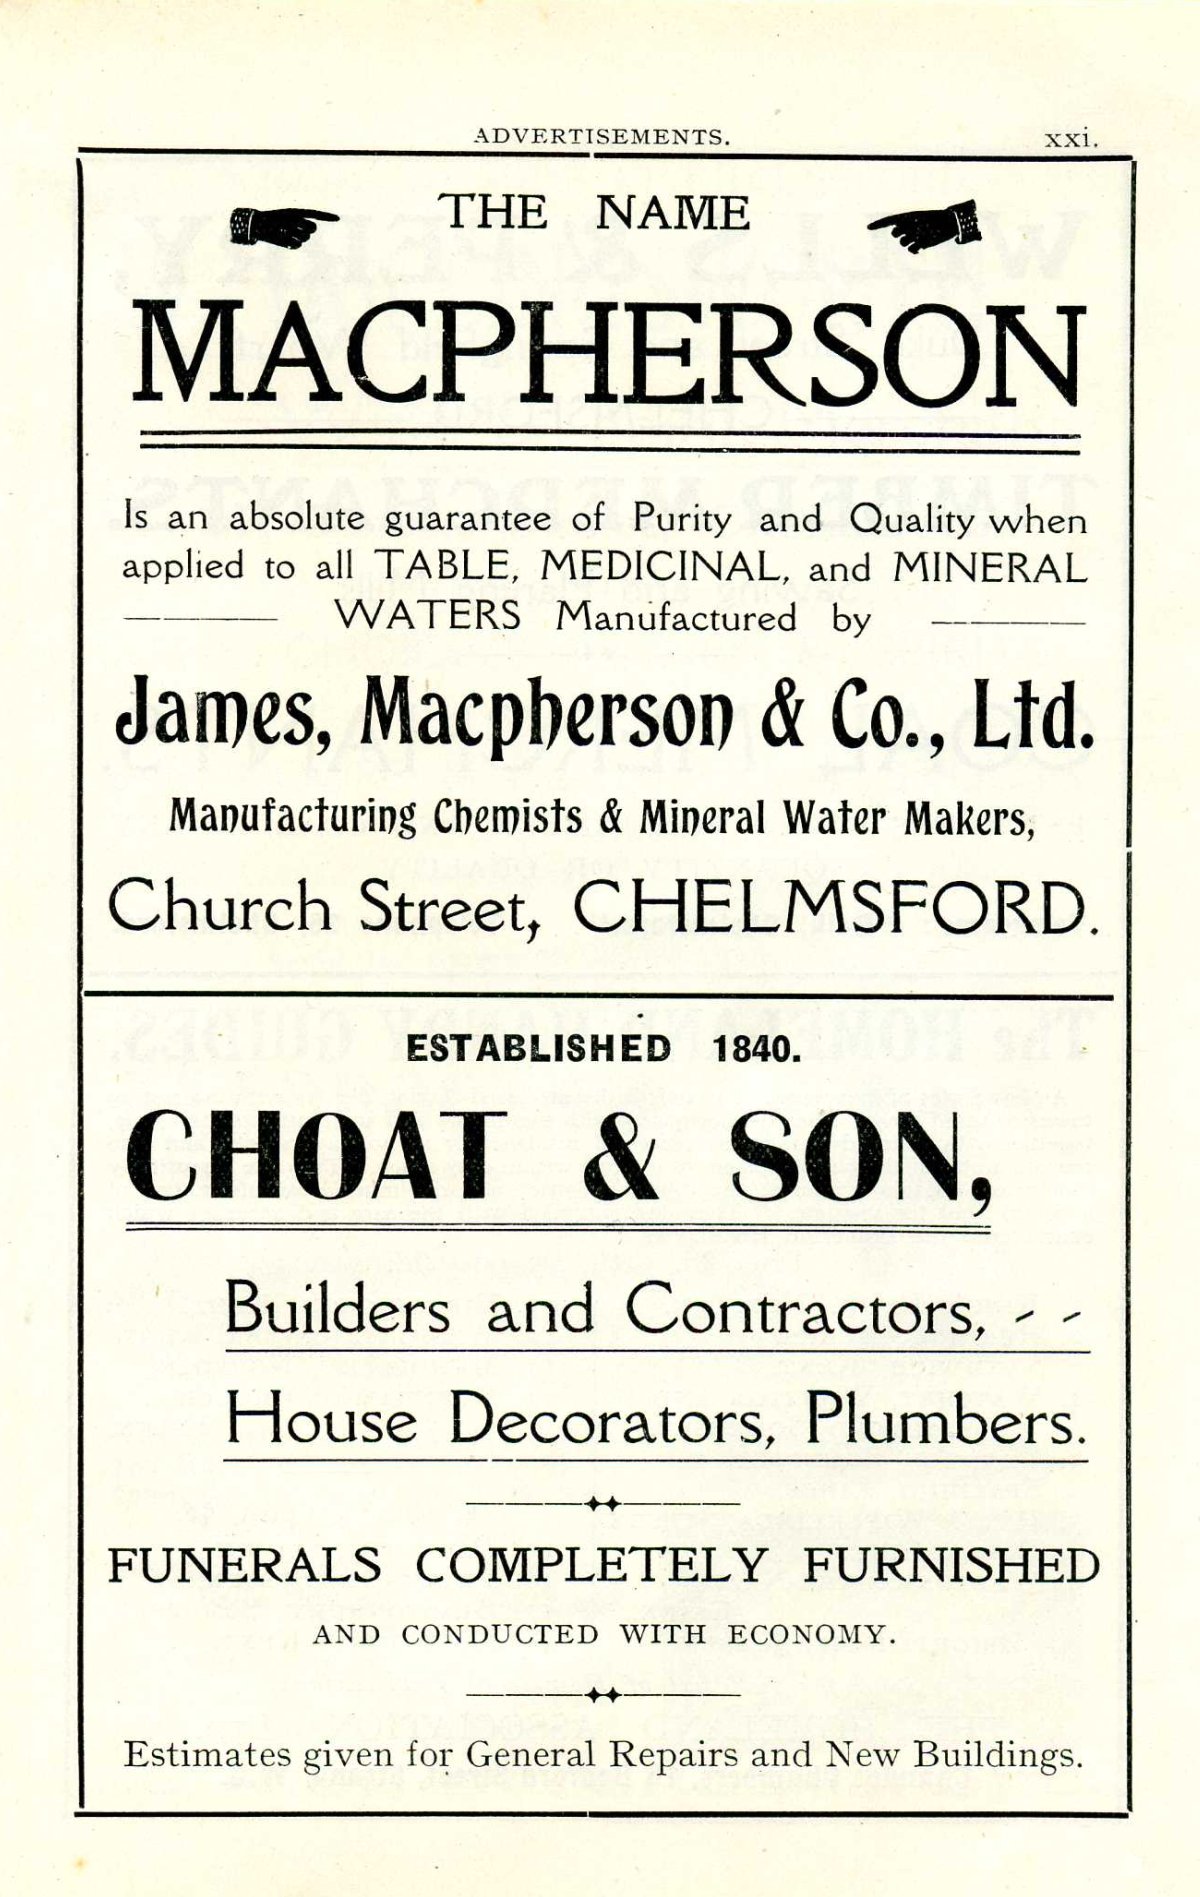 ADVERTISEMENTS. xxi.
THE NAME
MACPHERSON
Is an absolute guarantee of Purity and Quality when
applied to all TABLE, MEDICINAL, and MINERAL
WATERS Manufactured by
James, Macpherson & Co., Ltd.
Manufacturing Chemists & Mineral Water Makers,
Church Street, CHELMSFORD.
ESTABLISHED 1840.
CHOAT & SON,
Builders and Contractors, - -
House Decorators, Plumbers.
FUNERALS COMPLETELY FURNISHED
AND CONDUCTED WITH ECONOMY.
Estimates given for General Repairs and New Buildings.